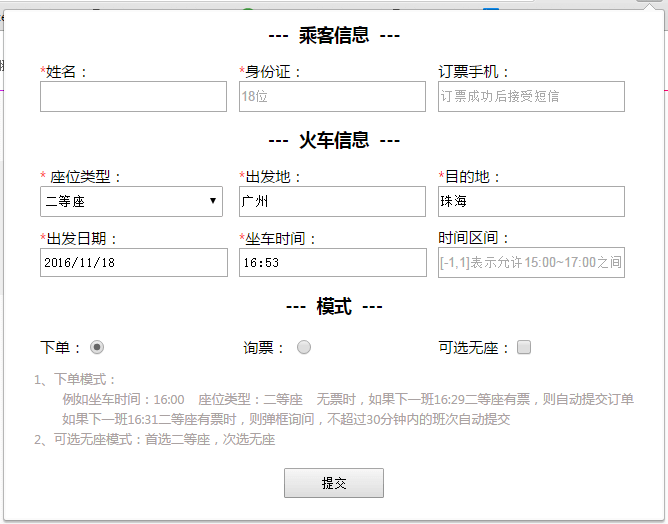 --- 乘客信息 ---
*姓名： *身份证： 订票手机：
18位 订票成功后接受短信
--- 火车信息 ---
* 座位类型： *出发地： *目的地：
二等座 广州 珠海
*出发日期： *坐车时间： 时间区间：
2016/11/18 16:53 [-1,1]表示允许15:00~17:00之间
--- 模式 ---
下单： 询票： 可选无座：
1、下单模式：
例如坐车时间：16:00 座位类型：二等座 无票时，如果下一班16:29二等座有票，则自动提交订单
如果下一班16:31二等座有票时，则弹框询问，不超过30分钟内的班次自动提交
2、可选无座模式：首选二等座，次选无座
提交